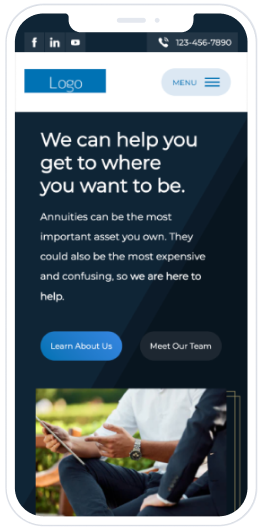 123-456-7890
Logo
MENU
We can help you
get to where
you want to be.
Annuities can be the most
important asset you own. They
could also be the most expensive
and confusing, so we are here to
help.
Learn About Us
Meet Our Team